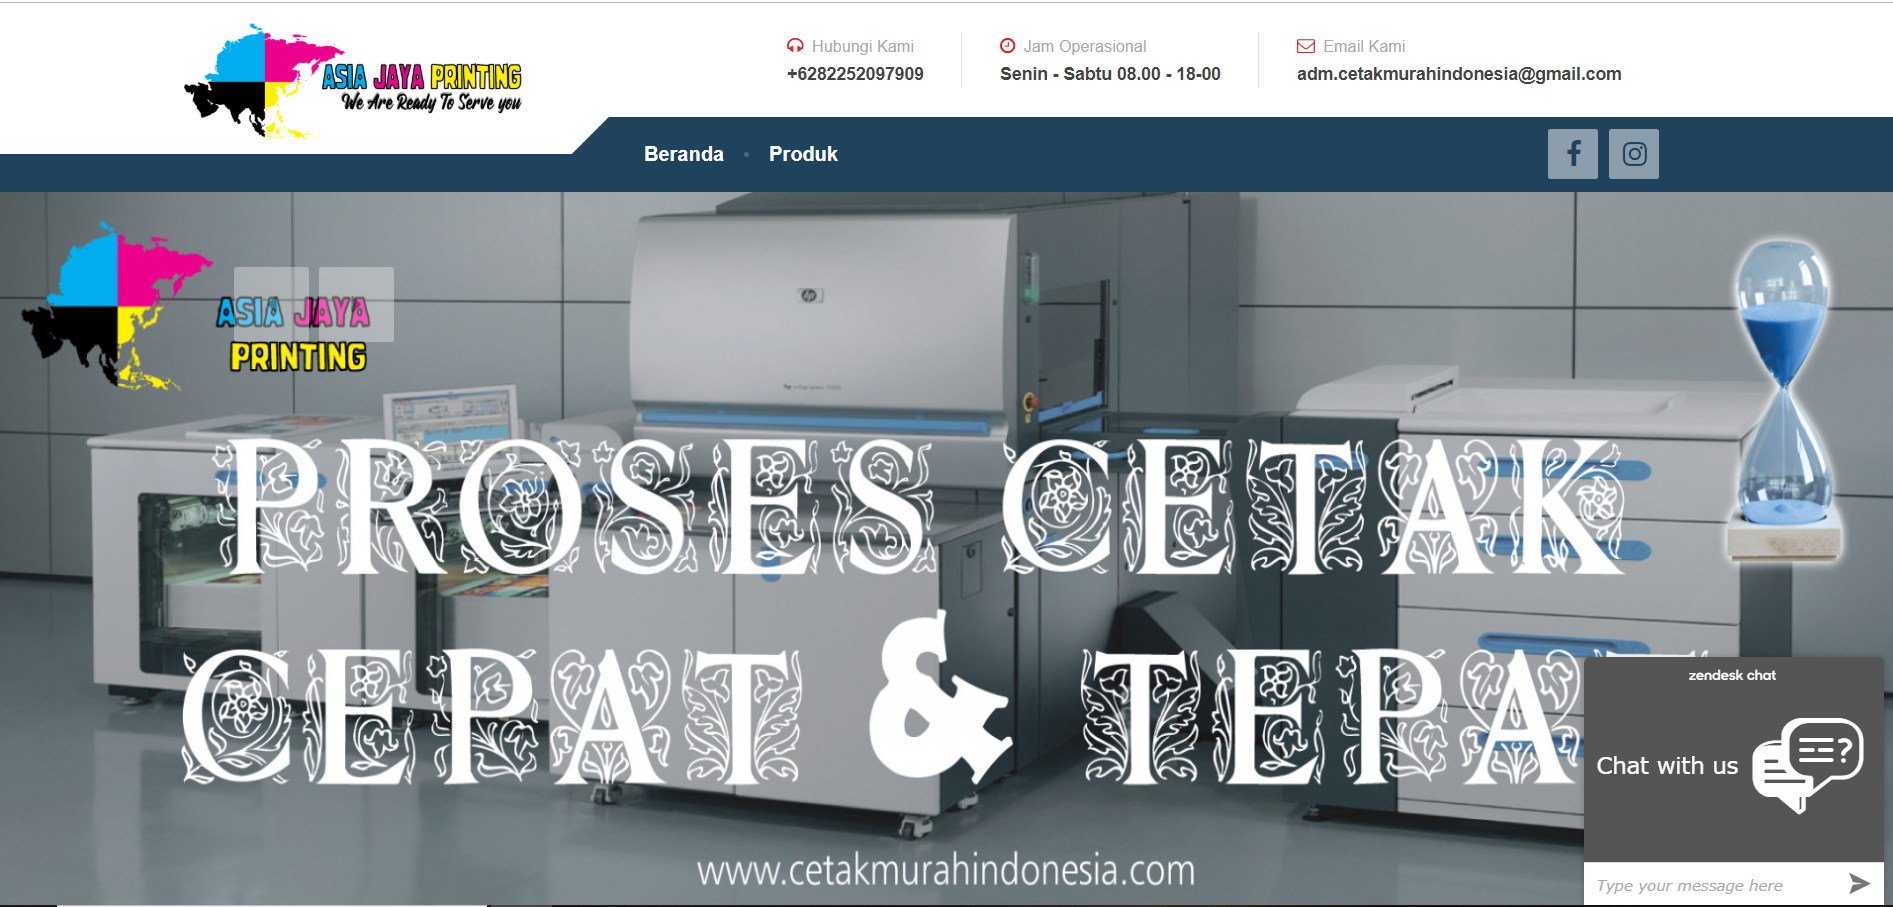 ASIA JAYA PRINTING
We Are Ready To Serve you
Hubungi Kami
+6282252097909
Jam Operasional
Senin - Sabtu 08.00 - 18-00
Email Kami
adm.cetakmurahindonesia@gmail.com
Beranda
Produk
ASIA JAYA
PRINTING
hp
PROSES CETAK
CEPAT & TEPA
www.cetakmurahindonesia.com
zendesk chat
Chat with us
Type your message here